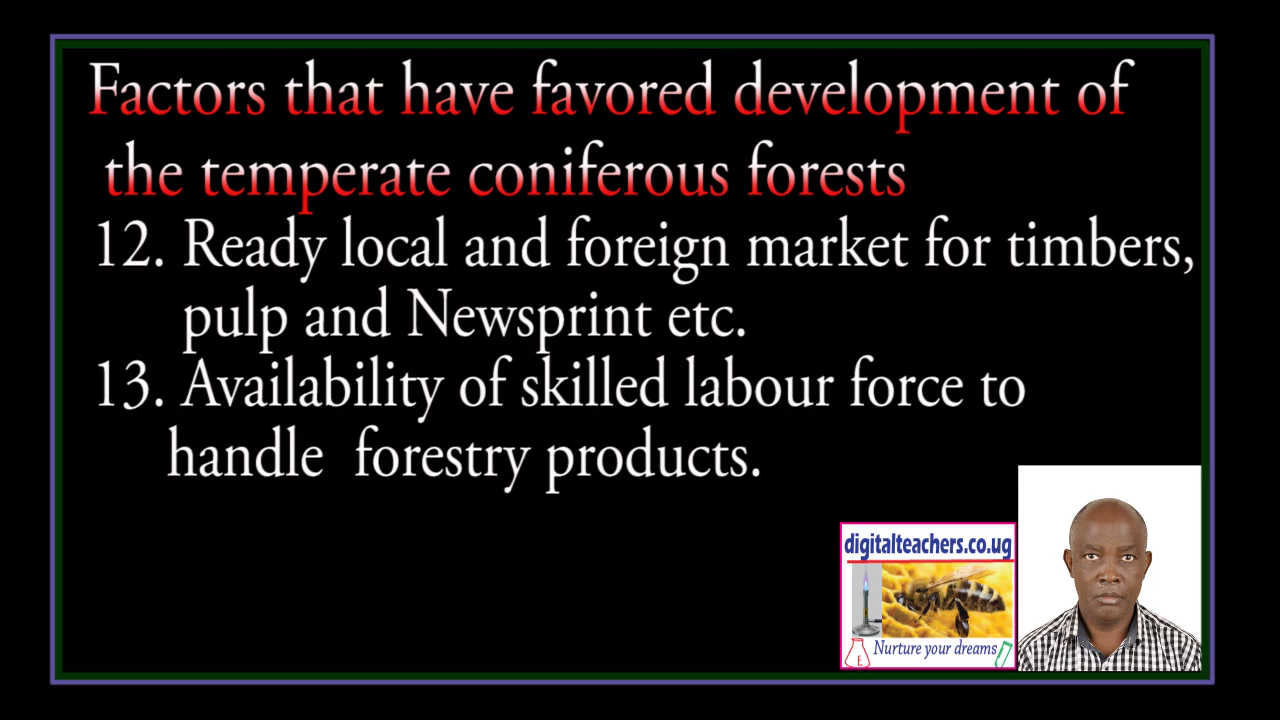 Factors that have favored development of
the temperate coniferous forests
12. Ready local and foreign market for timbers,
pulp and Newsprint etc.
13. Availability of skilled labour force to
handle forestry products.
digitalteachers.co.ug
Nurture your dreams
E